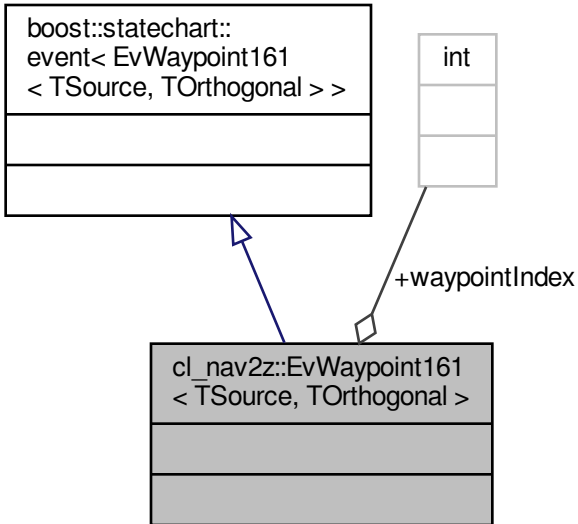 boost::statechart::
event< EvWaypoint161
< TSource, TOrthogonal > >
int
+waypointIndex
cl_nav2z::EvWaypoint161
< TSource, TOrthogonal >